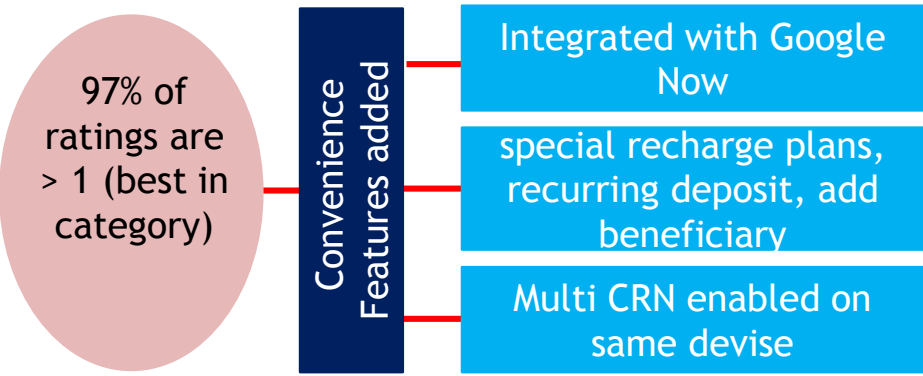 97% of
ratings are
> 1 (best in
category)
Convenience
Features added
Integrated with Google
Now
special recharge plans,
recurring deposit, add
beneficiary
Multi CRN enabled on
same devise